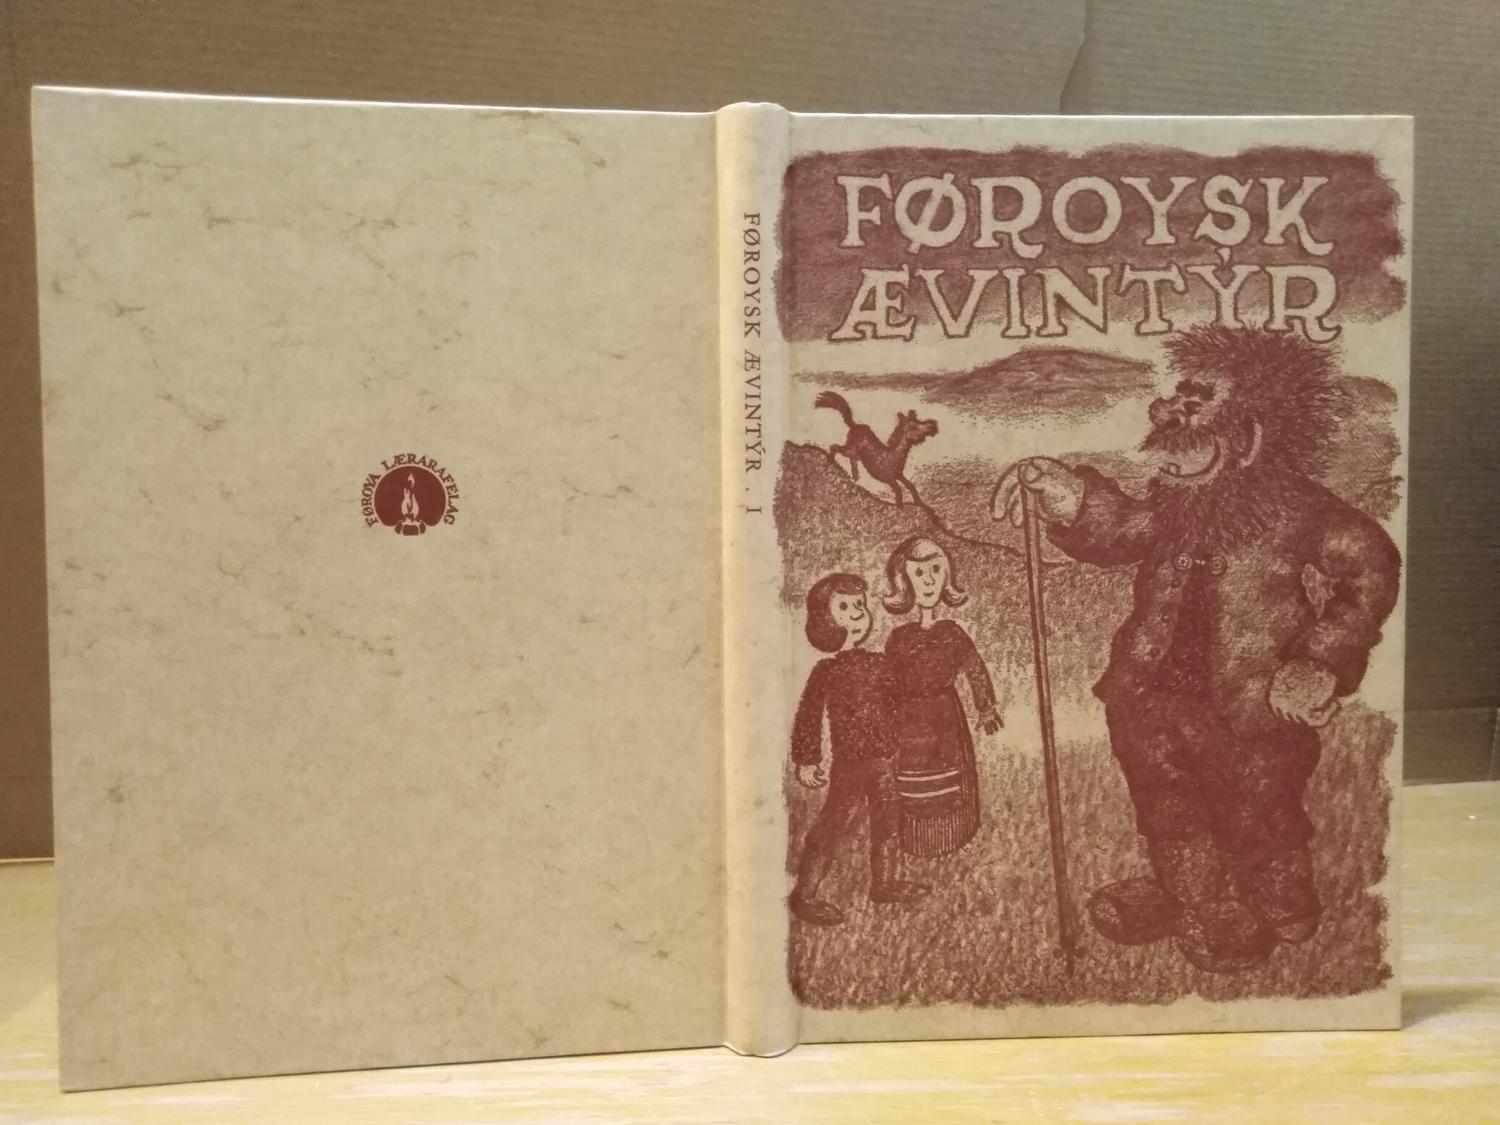 FØROYA LÆRARAFELAG
FØROYSK ÆVINTÝR . I
FØROYSK
ÆVINTÝR